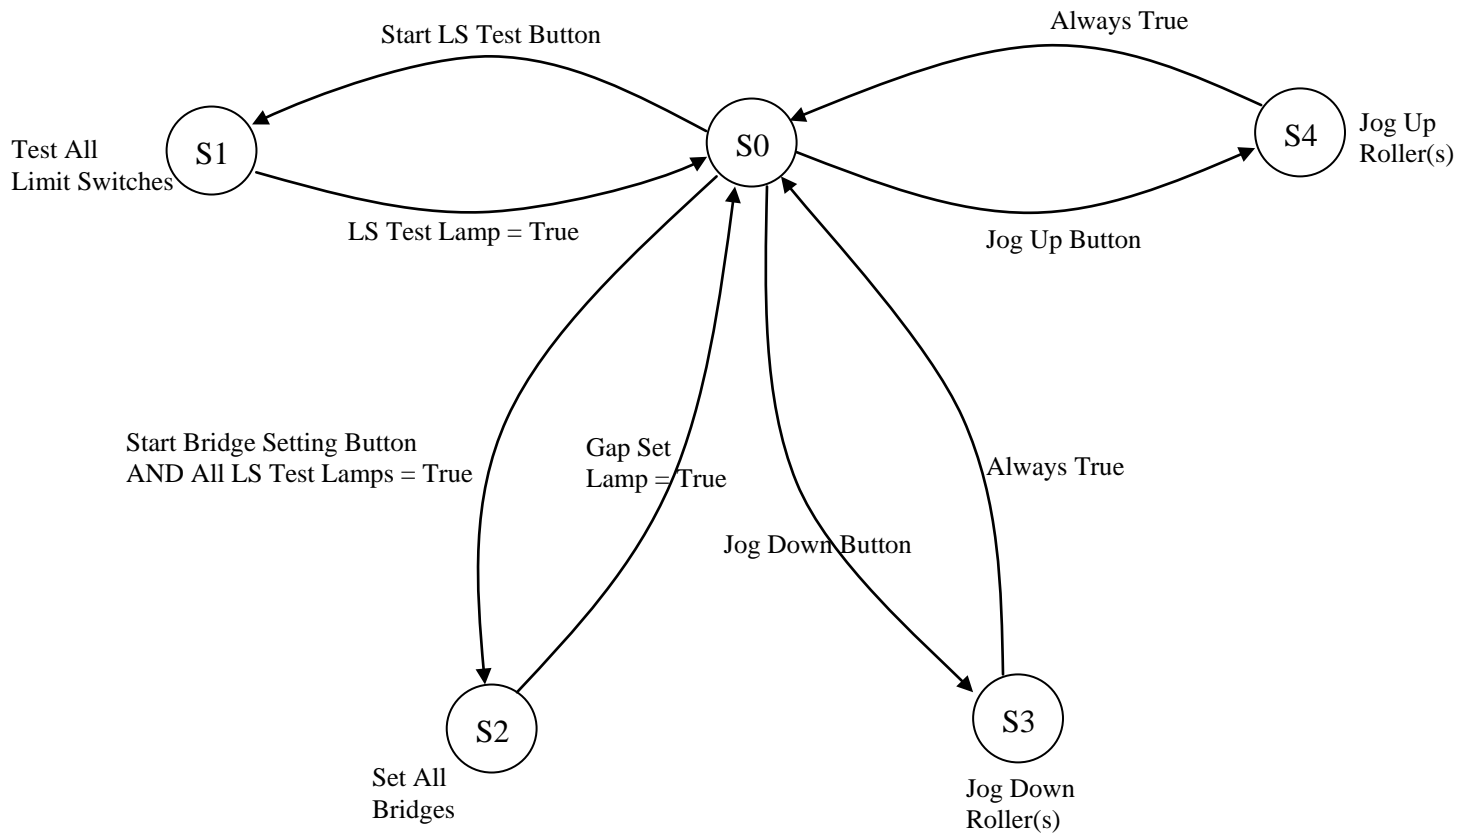 Always True
Start LS Test Button
S0
S4
Jog Up
Roller(s)
S1
Test All
Limit Switches
LS Test Lamp = True
Jog Up Button
Start Bridge Setting Button
AND All LS Test Lamps = True
Gap Set
Lamp = True
Always True
Jog Down Button
S2
S3
Set All
Bridges
Jog Down
Roller(s)